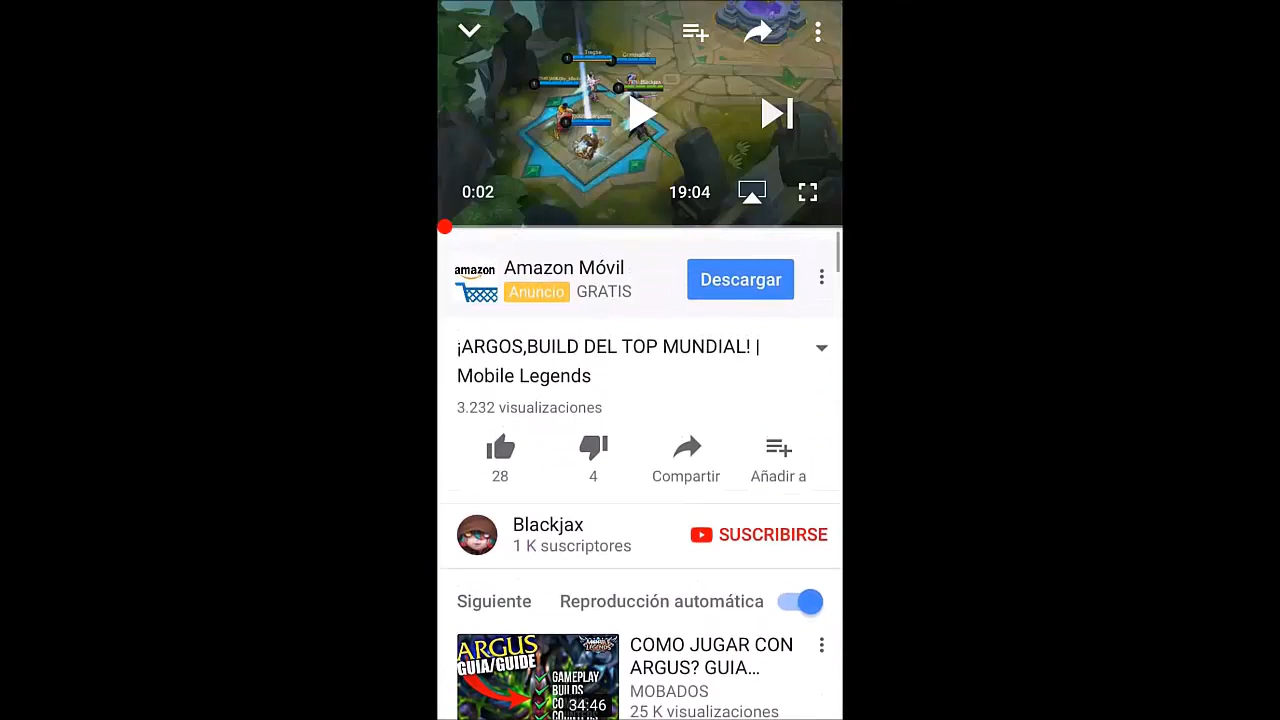 0:02
19:04
amazon
Amazon Móvil
Anuncio GRATIS
Descargar
¡ARGOS,BUILD DEL TOP MUNDIAL! |
Mobile Legends
3.232 visualizaciones
28
4
Compartir
Añadir a
Blackjax
1 K suscriptores
SUSCRIBIRSE
Siguiente
Reproducción automática
ARGUS
GUIA/GUIDE
GAMEPLAY
BUILDS
34:46
COMO JUGAR CON
ARGUS? GUIA...
MOBADOS
25 K visualizaciones